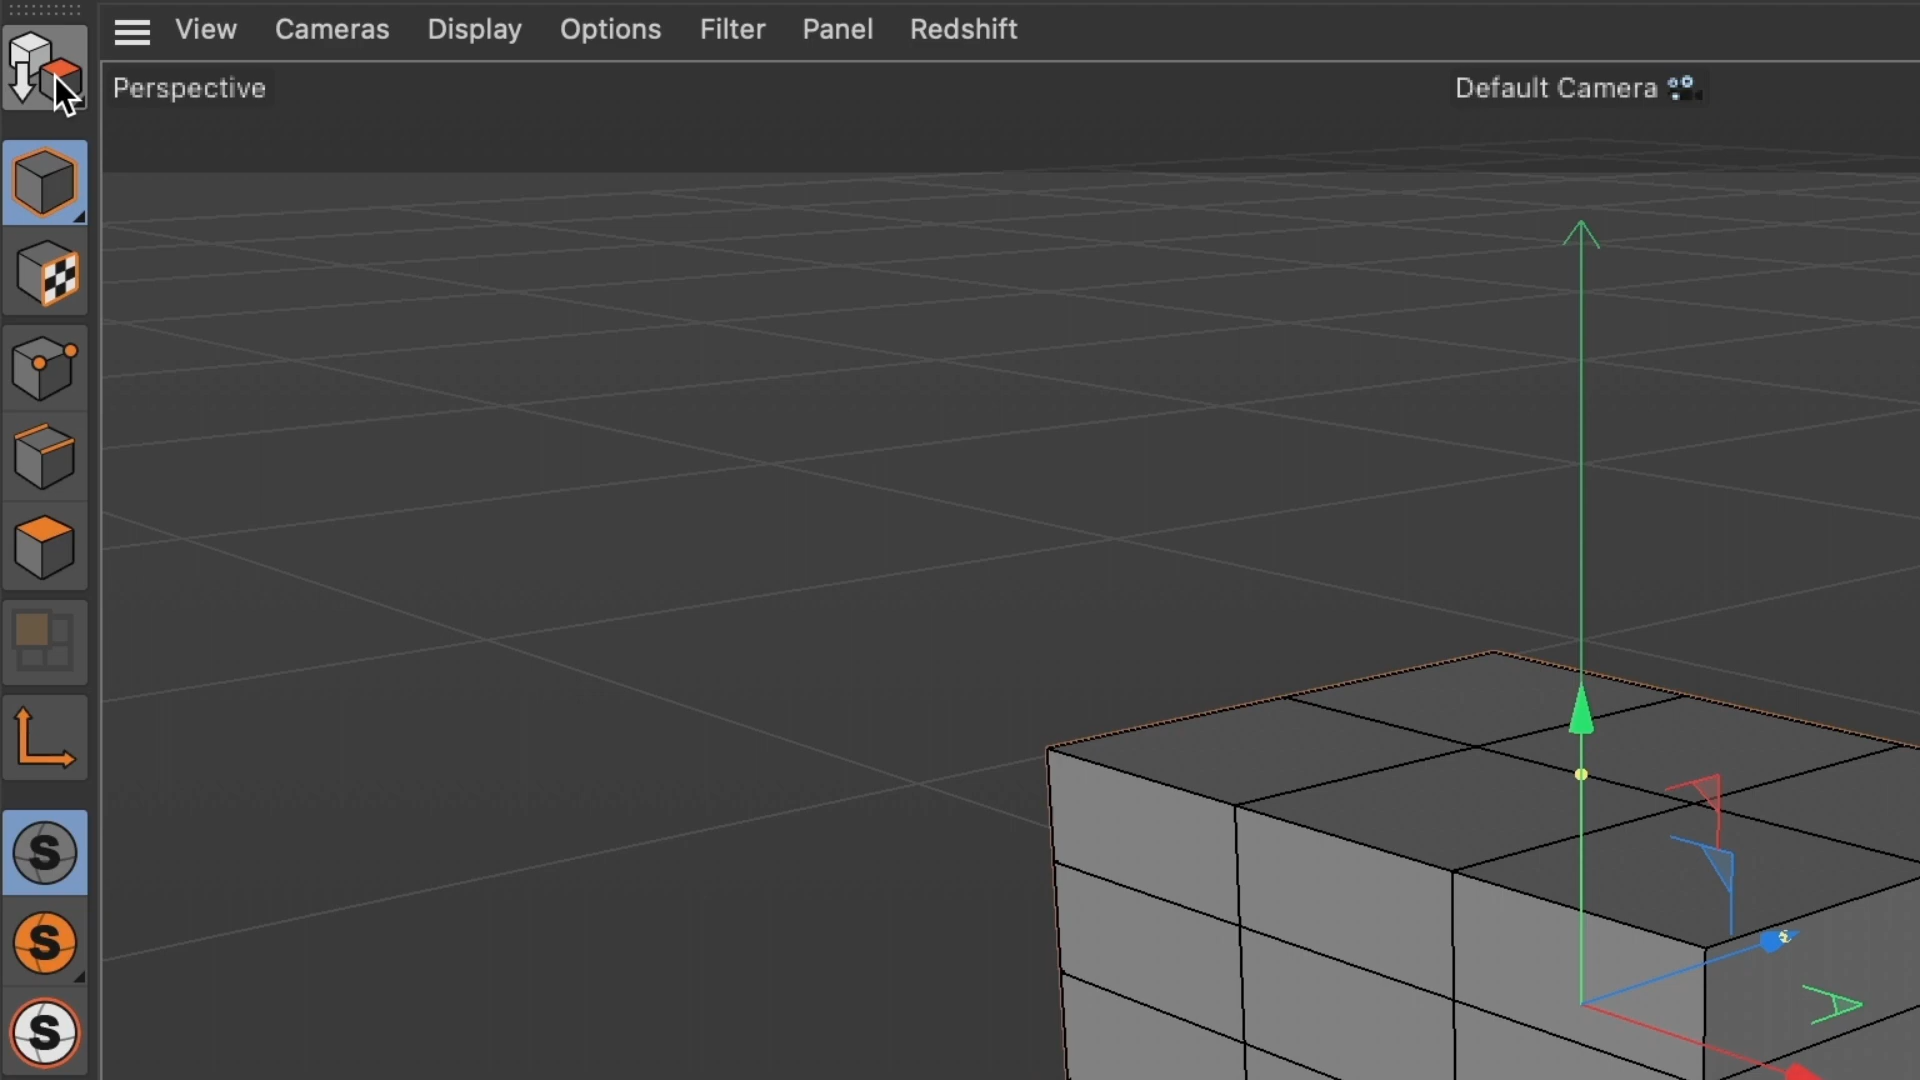 View Cameras Display Options Filter Panel Redshift
Perspective
Default Camera
S
S
S